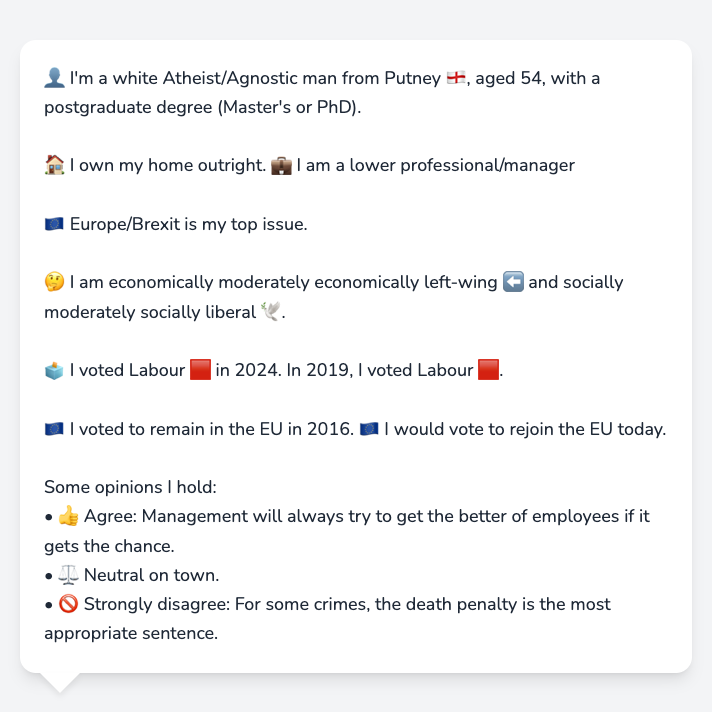 👤 I'm a white Atheist/Agnostic man from Putney 🏴󠁧󠁢󠁥󠁮󠁧󠁿, aged 54, with a
postgraduate degree (Master's or PhD).
🏠 I own my home outright. 💼 I am a lower professional/manager
🇪🇺 Europe/Brexit is my top issue.
🤔 I am economically moderately economically left-wing ⬅️ and socially
moderately socially liberal 🕊️.
🗳️ I voted Labour 🟥 in 2024. In 2019, I voted Labour 🟥.
🇪🇺 I voted to remain in the EU in 2016. 🇪🇺 I would vote to rejoin the EU today.
Some opinions I hold:
• 👍 Agree: Management will always try to get the better of employees if it
gets the chance.
• ⚖️ Neutral on town.
• 🚫 Strongly disagree: For some crimes, the death penalty is the most
appropriate sentence.